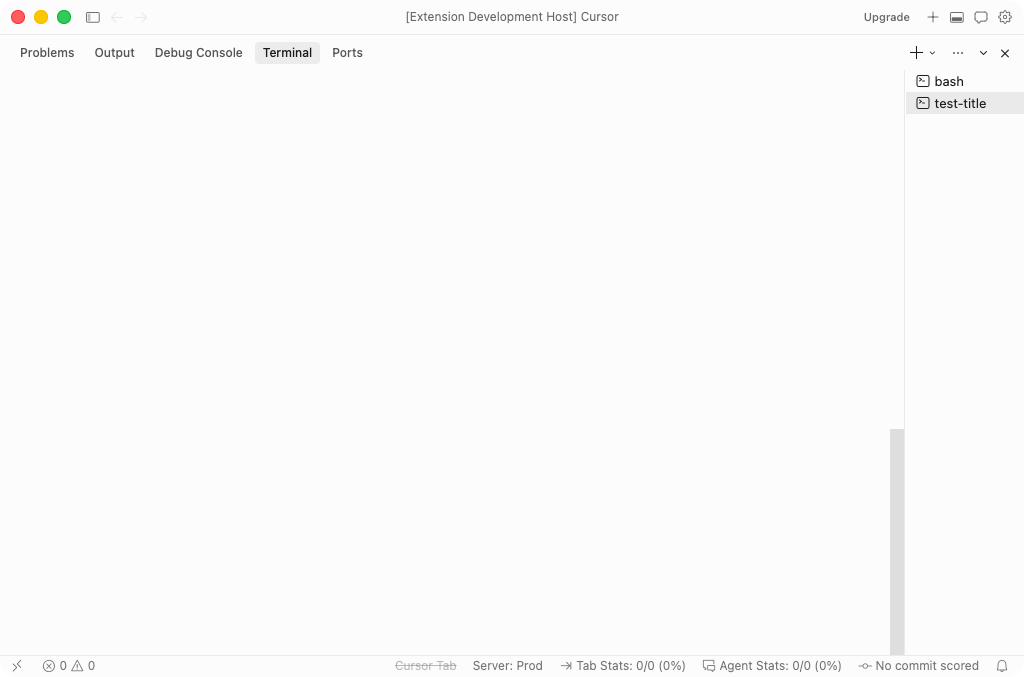 [Extension Development Host] Cursor
Upgrade
Problems Output Debug Console Terminal Ports
bash
test-title
0 0 Cursor Tab Server: Prod Tab Stats: 0/0 (0%) Agent Stats: 0/0 (0%) No commit scored